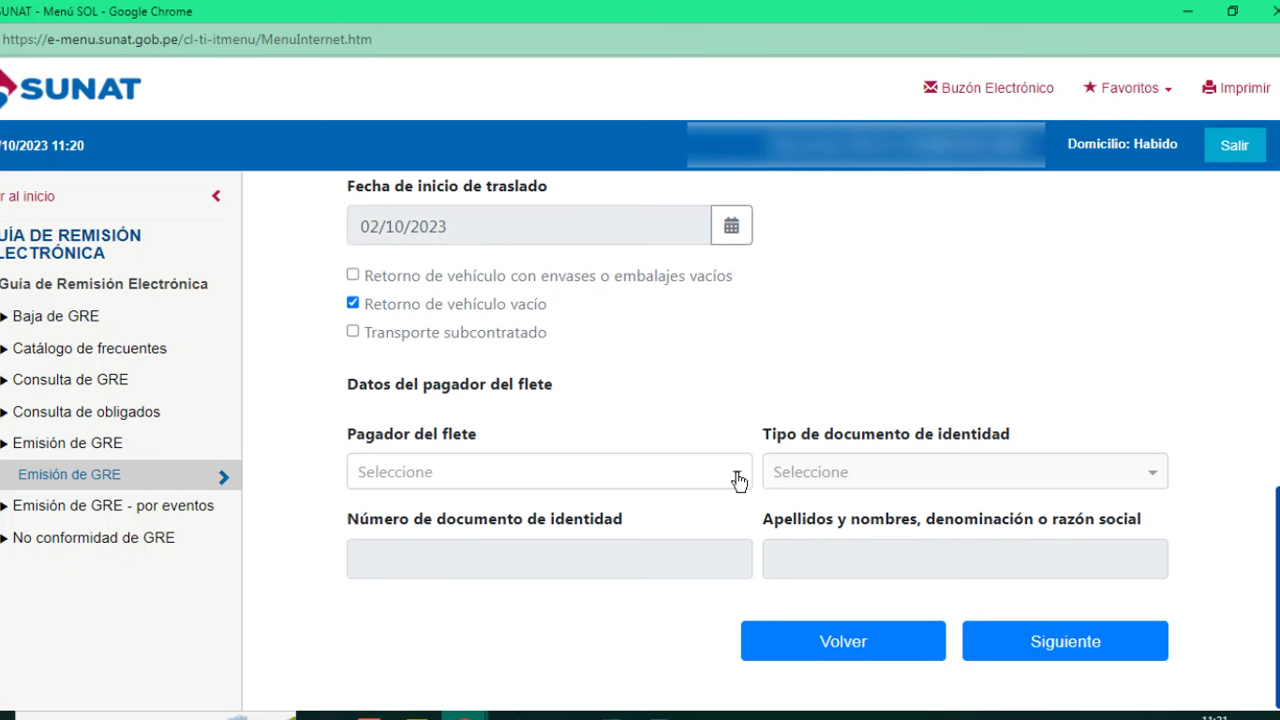 SUNAT - Menú SOL - Google Chrome
https://e-menu.sunat.gob.pe/cl-ti-itmenu/MenuInternet.htm
SUNAT
Buzón Electrónico
Favoritos
Imprimir
/10/2023 11:20
Domicilio: Habido
Salir
r al inicio
UÍA DE REMISIÓN
LECTRÓNICA
Guía de Remisión Electrónica
Baja de GRE
Catálogo de frecuentes
Consulta de GRE
Consulta de obligados
Emisión de GRE
Emisión de GRE
Emisión de GRE - por eventos
No conformidad de GRE
Fecha de inicio de traslado
02/10/2023
Retorno de vehículo con envases o embalajes vacíos
Retorno de vehículo vacío
Transporte subcontratado
Datos del pagador del flete
Pagador del flete
Tipo de documento de identidad
Seleccione
Seleccione
Número de documento de identidad
Apellidos y nombres, denominación o razón social
Volver
Siguiente